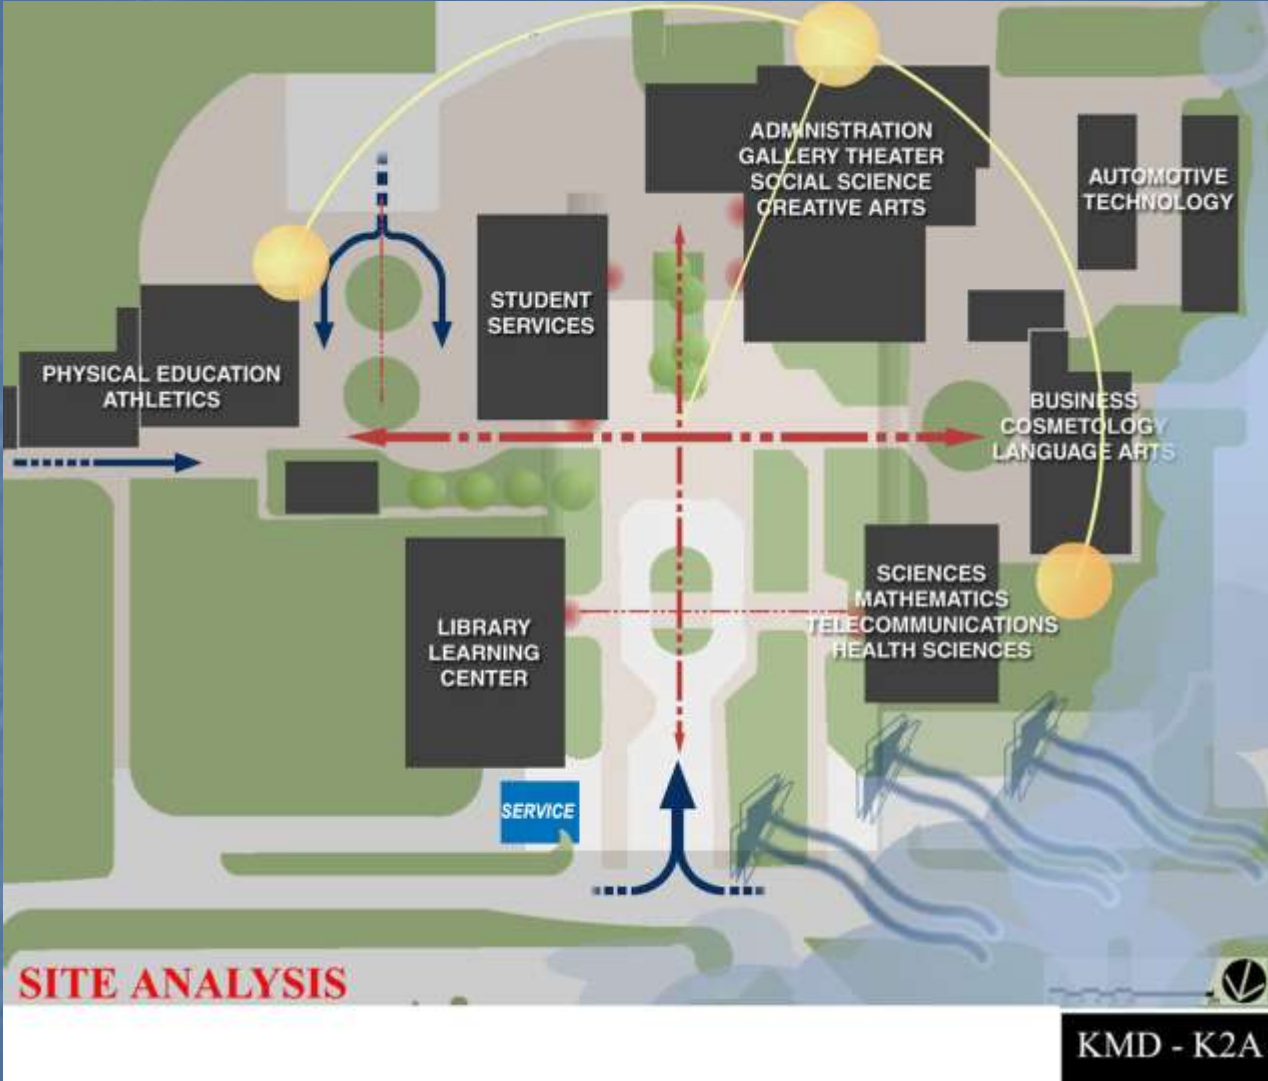 ADMINISTRATION
GALLERY THEATER
SOCIAL SCIENCE
CREATIVE ARTS
AUTOMOTIVE
TECHNOLOGY
STUDENT
SERVICES
PHYSICAL EDUCATION
ATHLETICS
BUSINESS
COSMETOLOGY
LANGUAGE ARTS
SCIENCES
MATHEMATICS
TELECOMMUNICATIONS
HEALTH SCIENCES
LIBRARY
LEARNING
CENTER
SERVICE
SITE ANALYSIS
KMD - K2A